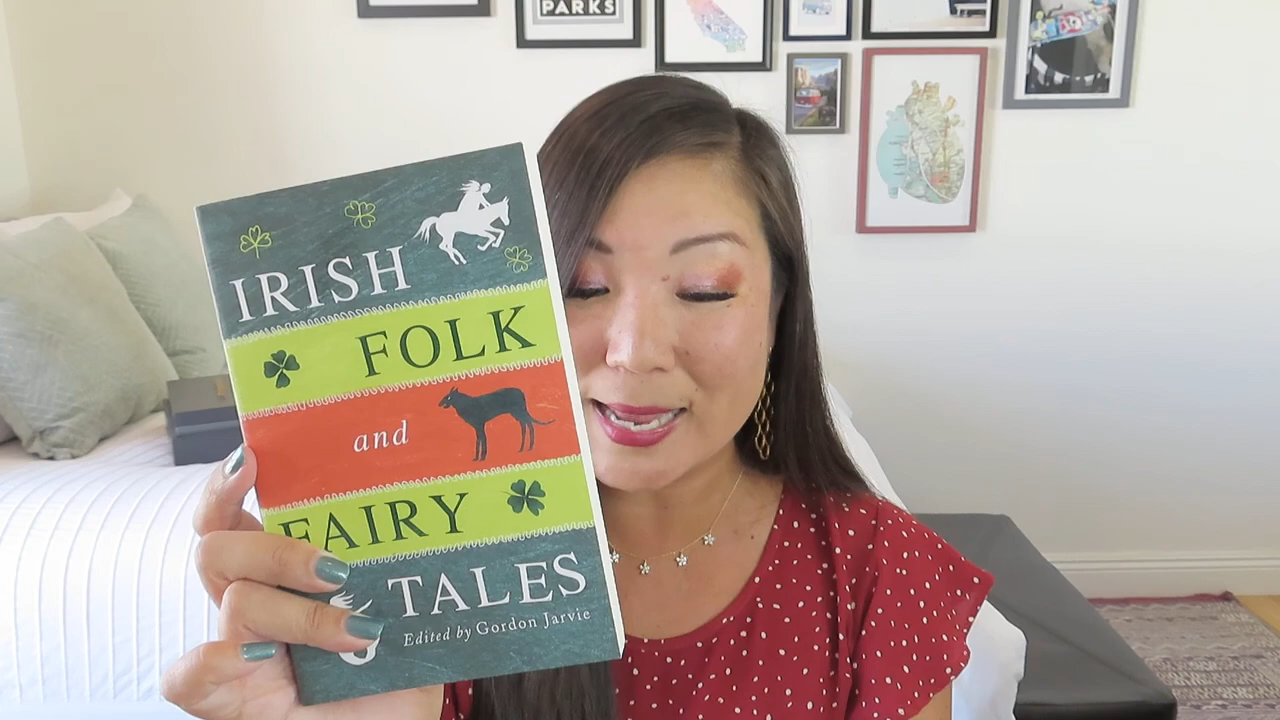 PARKS
IRISH
FOLK
and
FAIRY
TALES
Edited by Gordon Jarvie